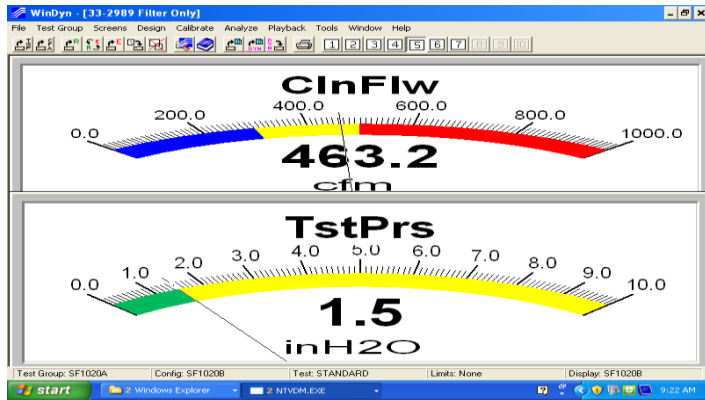 WinDyn - [33-2989 Filter Only]
File Test Group Screens Design Calibrate Analyze Playback Tools Window Help
1 2 3 4 5 6 7 8 9 10
ClnFlw
0.0 200.0 400.0 600.0 800.0 1000.0
463.2
cfm
TstPrs
0.0 1.0 2.0 3.0 4.0 5.0 6.0 7.0 8.0 9.0 10.0
1.5
inH2O
Test Group: SF1020A Config: SF1020B Test: STANDARD Limits: None Display: SF1020B
start 2 Windows Explorer 2 NTVDM.EXE 9:22 AM